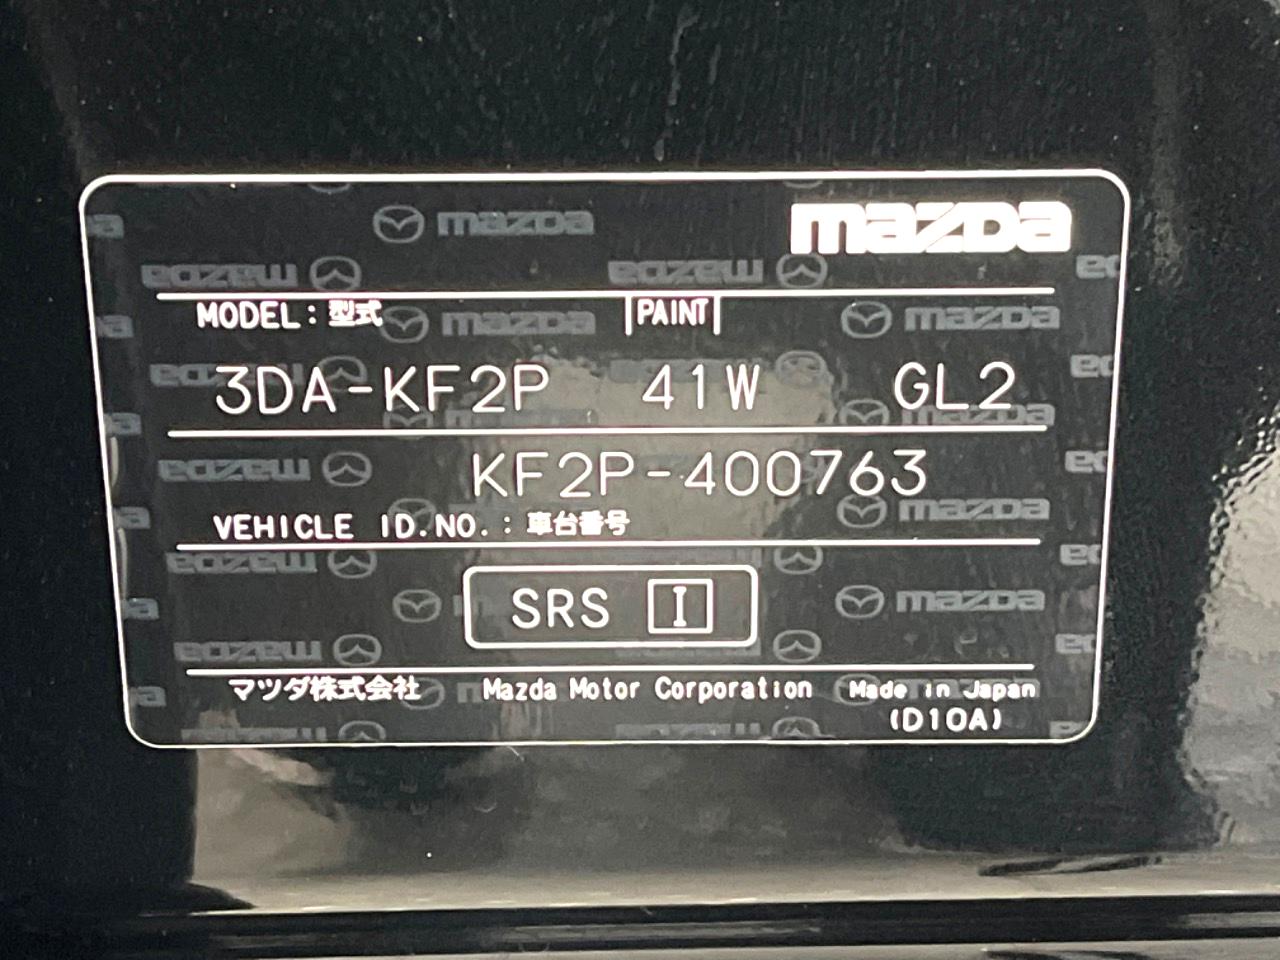 mazda
MODEL: 型式 PAINT
3DA-KF2P 41W GL2
KF2P-400763
VEHICLE ID.NO.: 車台番号
SRS I
マツダ株式会社 Mazda Motor Corporation Made in Japan
(D10A)